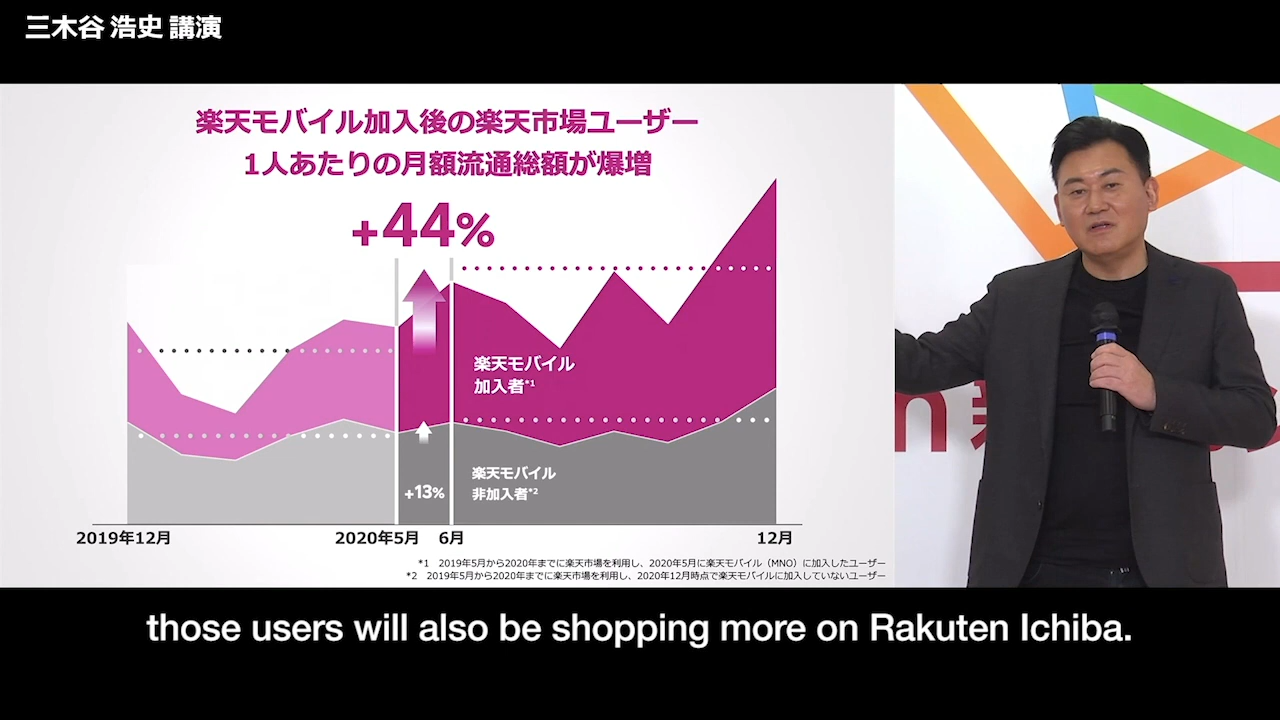 三木谷 浩史 講演
楽天モバイル加入後の楽天市場ユーザー
1人あたりの月額流通総額が爆増
+44%
楽天モバイル
加入者*1
楽天モバイル
非加入者*2
+13%
2019年12月
2020年5月
6月
12月
*1 2019年5月から2020年までに楽天市場を利用し、2020年5月に楽天モバイル（MNO）に加入したユーザー
*2 2019年5月から2020年までに楽天市場を利用し、2020年12月時点で楽天モバイルに加入していないユーザー
those users will also be shopping more on Rakuten Ichiba.